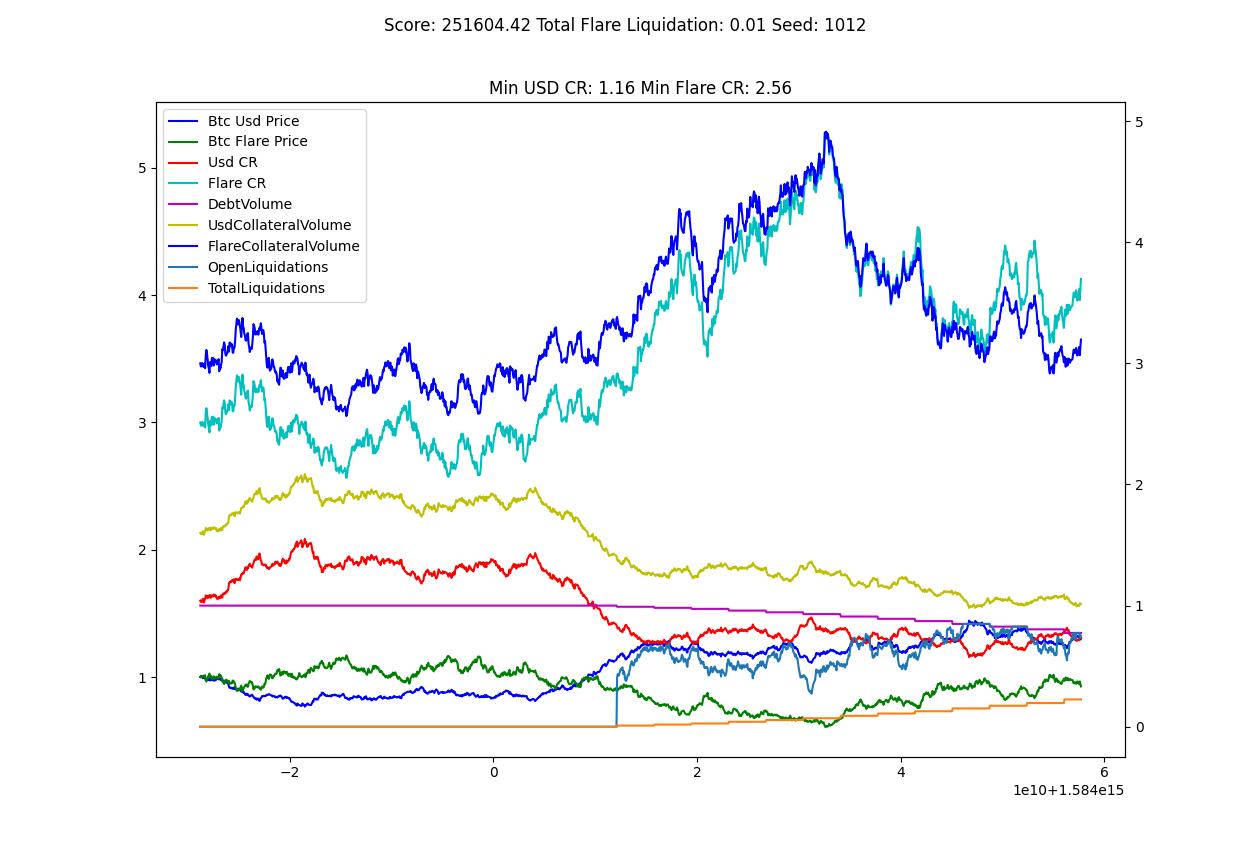 Score: 251604.42 Total Flare Liquidation: 0.01 Seed: 1012
Min USD CR: 1.16 Min Flare CR: 2.56
Btc Usd Price
Btc Flare Price
Usd CR
Flare CR
DebtVolume
UsdCollateralVolume
FlareCollateralVolume
OpenLiquidations
TotalLiquidations
5
4
3
2
1
5
4
3
2
1
0
−2
0
2
4
6
1e10+1.584e15